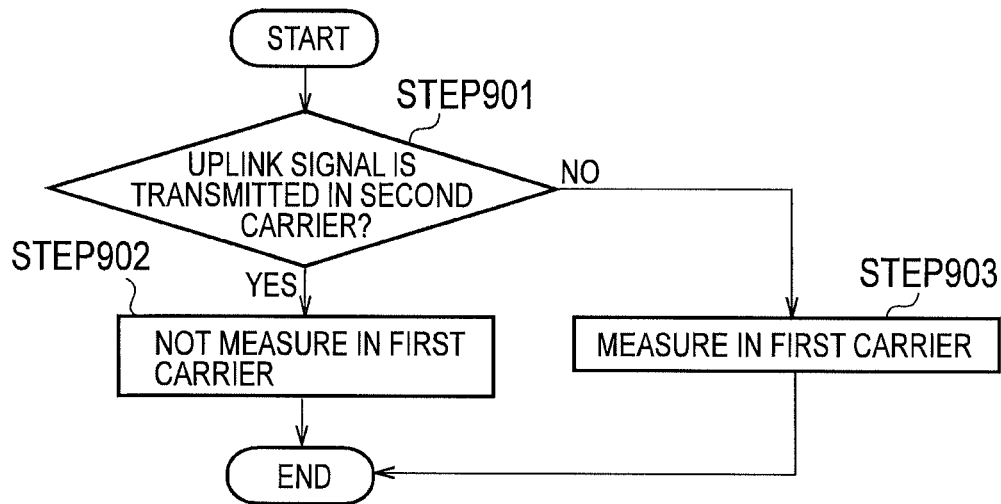 START
STEP901
UPLINK SIGNAL IS
TRANSMITTED IN SECOND
CARRIER?
NO
STEP902
YES
STEP903
NOT MEASURE IN FIRST
CARRIER
MEASURE IN FIRST CARRIER
END